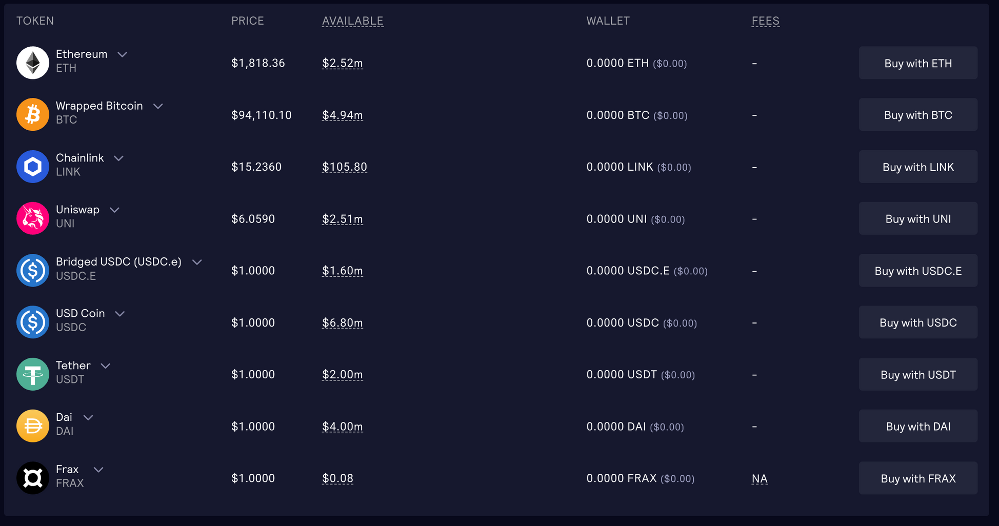 TOKEN PRICE AVAILABLE WALLET FEES
Ethereum
ETH
$1,818.36 $2.52m 0.0000 ETH ($0.00) - Buy with ETH
Wrapped Bitcoin
BTC
$94,110.10 $4.94m 0.0000 BTC ($0.00) - Buy with BTC
Chainlink
LINK
$15.2360 $105.80 0.0000 LINK ($0.00) - Buy with LINK
Uniswap
UNI
$6.0590 $2.51m 0.0000 UNI ($0.00) - Buy with UNI
Bridged USDC (USDC.e)
USDC.E
$1.0000 $1.60m 0.0000 USDC.E ($0.00) - Buy with USDC.E
USD Coin
USDC
$1.0000 $6.80m 0.0000 USDC ($0.00) - Buy with USDC
Tether
USDT
$1.0000 $2.00m 0.0000 USDT ($0.00) - Buy with USDT
Dai
DAI
$1.0000 $4.00m 0.0000 DAI ($0.00) - Buy with DAI
Frax
FRAX
$1.0000 $0.08 0.0000 FRAX ($0.00) NA Buy with FRAX